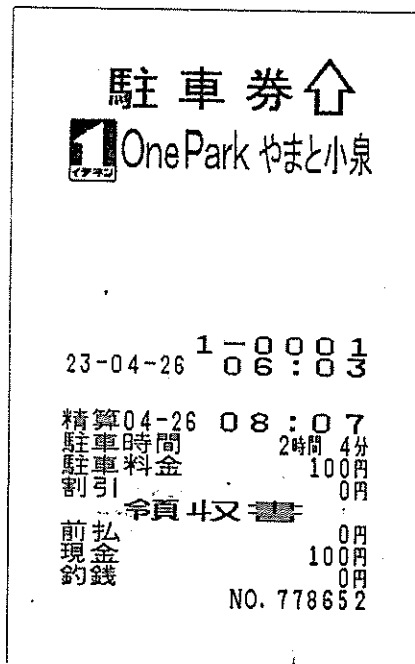 駐車券⇧
1 イチネン OnePark やまと小泉
1-0001
23-04-26 06:03
精算04-26 08:07
駐車時間 2時間 4分
駐車料金 100円
割引 0円
領収書
前払 0円
現金 100円
釣銭 0円
NO. 778652